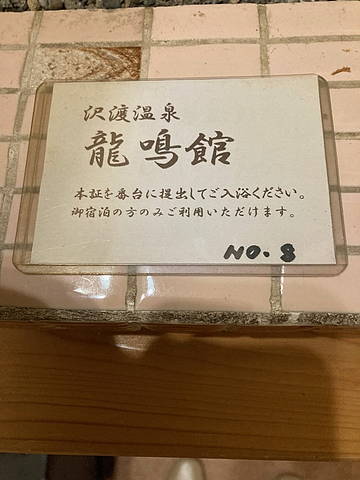 沢渡温泉
龍鳴館
本証を番台に提出してご入浴ください。
御宿泊の方のみご利用いただけます。
NO. 8